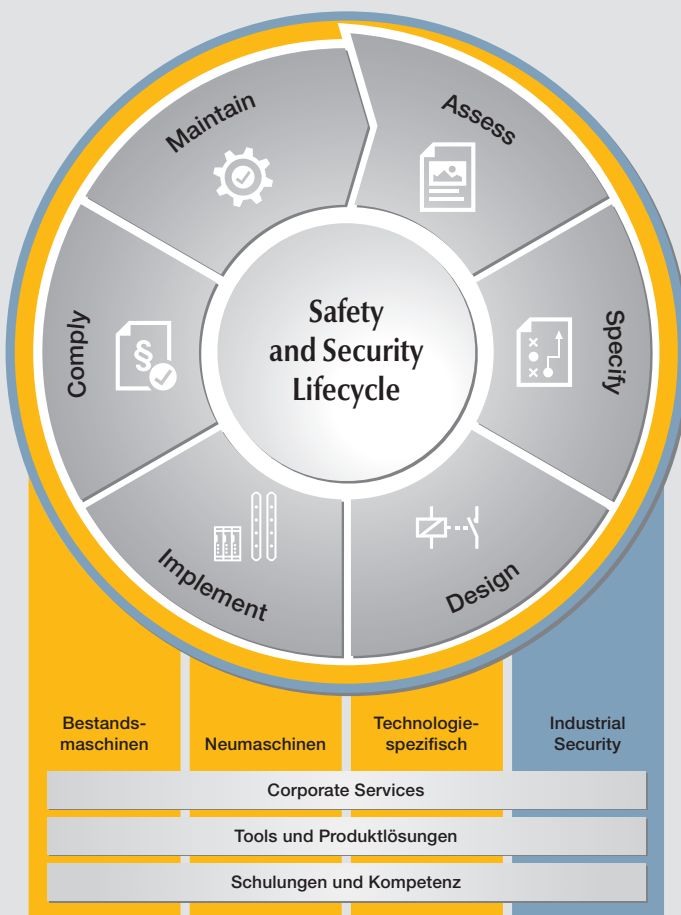 Maintain
Assess
Specify
Design
Implement
Comply
§
Safety
and Security
Lifecycle
Bestands-
maschinen
Neumaschinen
Technologie-
spezifisch
Industrial
Security
Corporate Services
Tools und Produktlösungen
Schulungen und Kompetenz